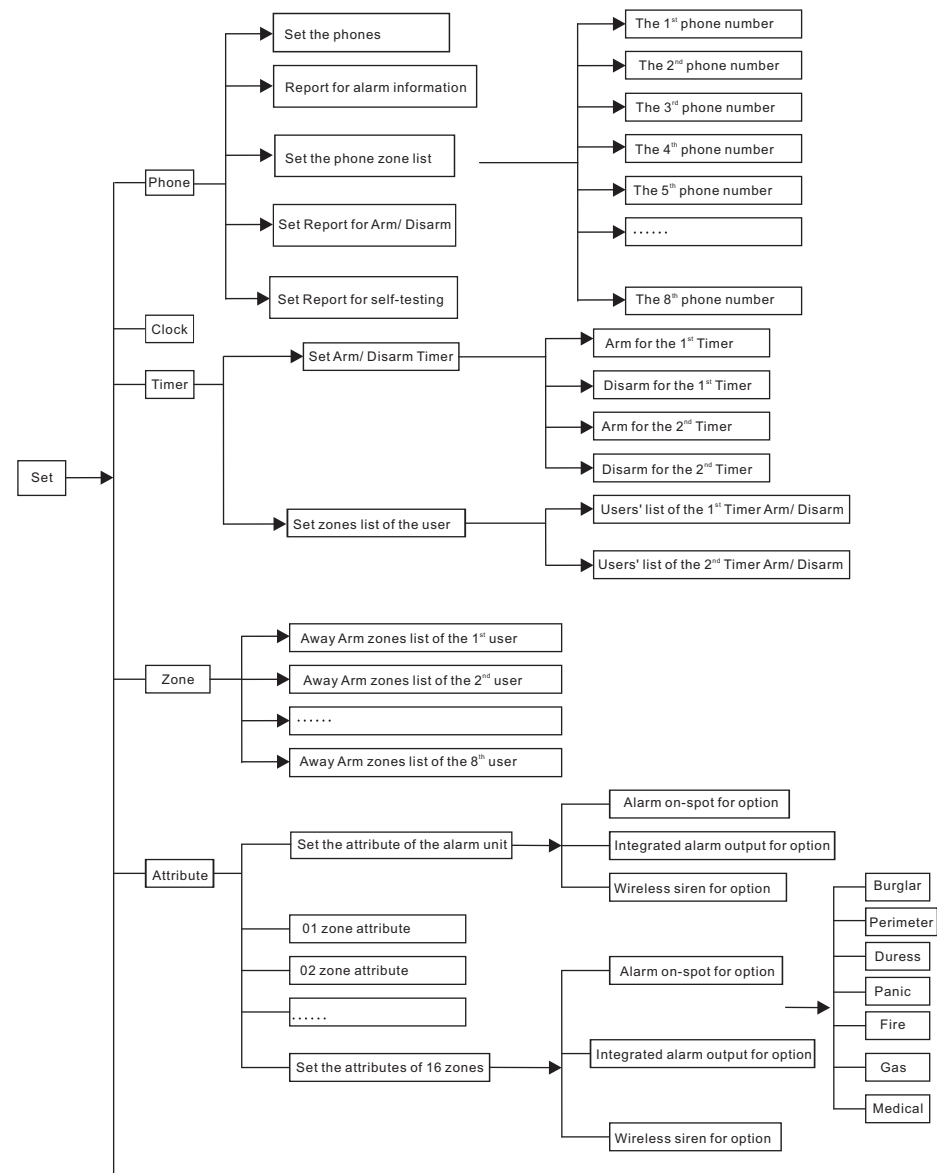 Set
Phone
Set the phones
Report for alarm information
Set the phone zone list
Set Report for Arm/ Disarm
Set Report for self-testing
The 1st phone number
The 2nd phone number
The 3rd phone number
The 4th phone number
The 5th phone number
······
The 8th phone number
Clock
Timer
Set Arm/ Disarm Timer
Arm for the 1st Timer
Disarm for the 1st Timer
Arm for the 2nd Timer
Disarm for the 2nd Timer
Set zones list of the user
Users' list of the 1st Timer Arm/ Disarm
Users' list of the 2nd Timer Arm/ Disarm
Zone
Away Arm zones list of the 1st user
Away Arm zones list of the 2nd user
······
Away Arm zones list of the 8th user
Attribute
Set the attribute of the alarm unit
Alarm on-spot for option
Integrated alarm output for option
Wireless siren for option
01 zone attribute
02 zone attribute
......
Set the attributes of 16 zones
Alarm on-spot for option
Integrated alarm output for option
Wireless siren for option
Burglar
Perimeter
Duress
Panic
Fire
Gas
Medical